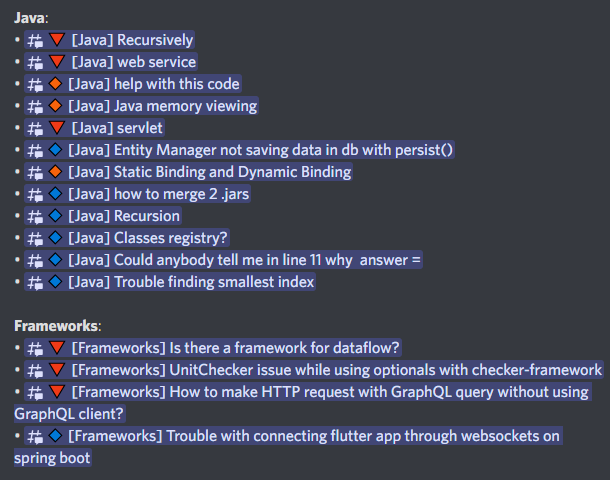 Java:
• # 🔻 [Java] Recursively
• # 🔻 [Java] web service
• # 🔸 [Java] help with this code
• # 🔸 [Java] Java memory viewing
• # 🔻 [Java] servlet
• # 🔹 [Java] Entity Manager not saving data in db with persist()
• # 🔸 [Java] Static Binding and Dynamic Binding
• # 🔹 [Java] how to merge 2 .jars
• # 🔹 [Java] Recursion
• # 🔹 [Java] Classes registry?
• # 🔹 [Java] Could anybody tell me in line 11 why  answer =
• # 🔹 [Java] Trouble finding smallest index
Frameworks:
• # 🔻 [Frameworks] Is there a framework for dataflow?
• # 🔻 [Frameworks] UnitChecker issue while using optionals with checker-framework
• # 🔻 [Frameworks] How to make HTTP request with GraphQL query without using
GraphQL client?
• # 🔹 [Frameworks] Trouble with connecting flutter app through websockets on
spring boot